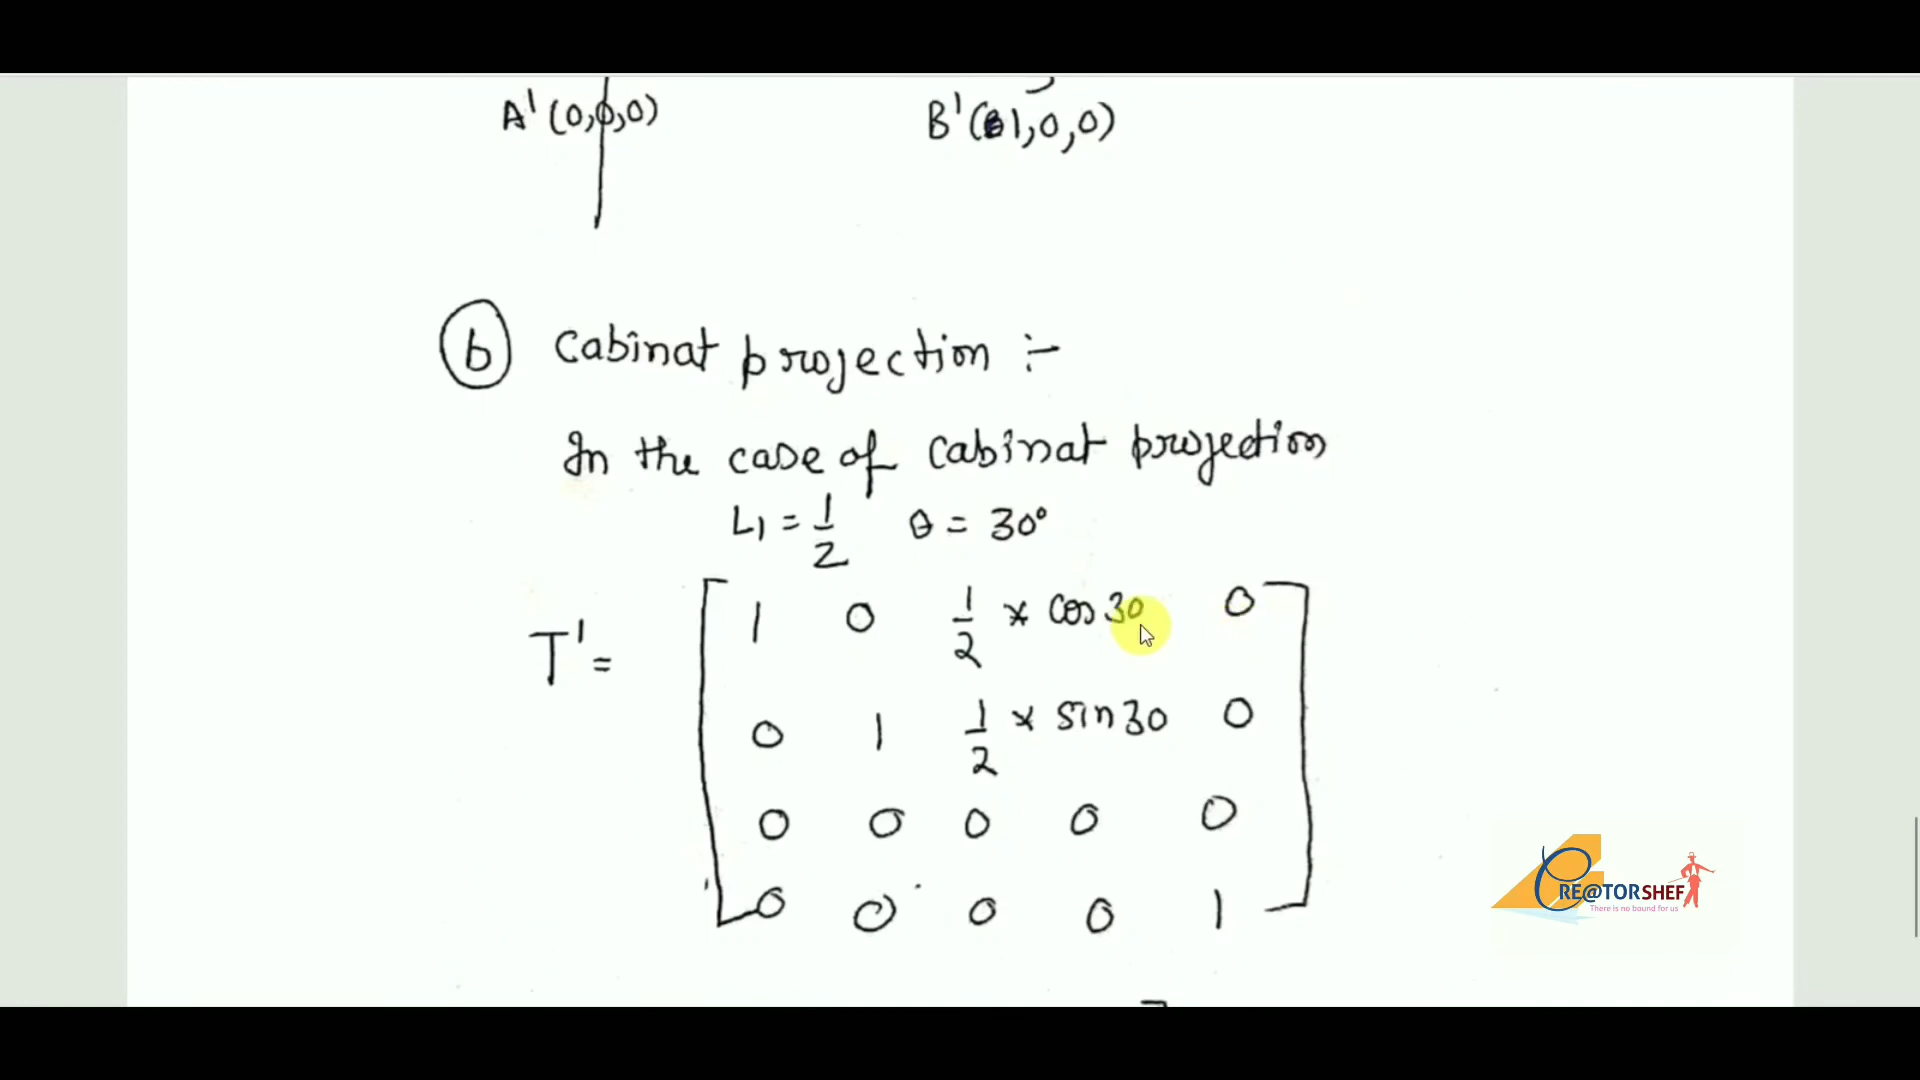 A'(0,0,0)
B'(1,0,0)
b Cabinat projection :-
In the case of cabinat projection
L1 = 1/2 θ = 30°
T' =
1 0 1/2 * cos 30 0
0 1 1/2 * sin 30 0
0 0 0 0 0
0 0 0 0 1
CRE@TORSHEF
There is no bound for us